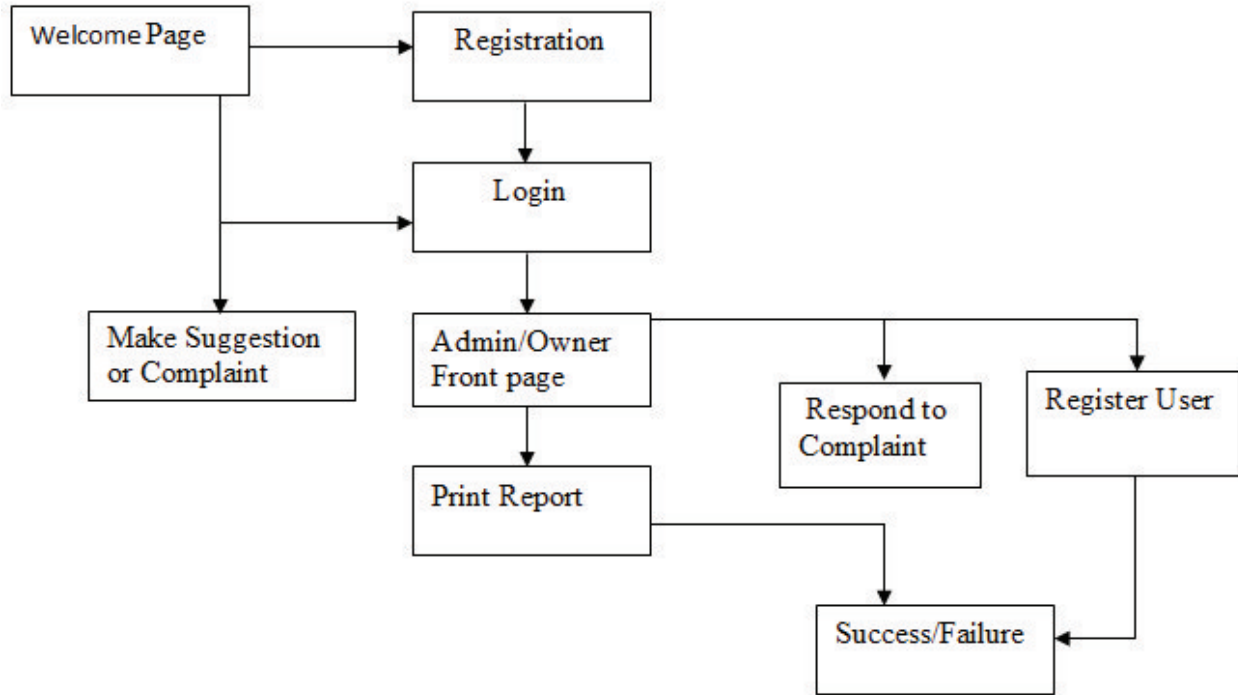 Welcome Page
Registration
Login
Make Suggestion
or Complaint
Admin/Owner
Front page
Respond to
Complaint
Register User
Print Report
Success/Failure